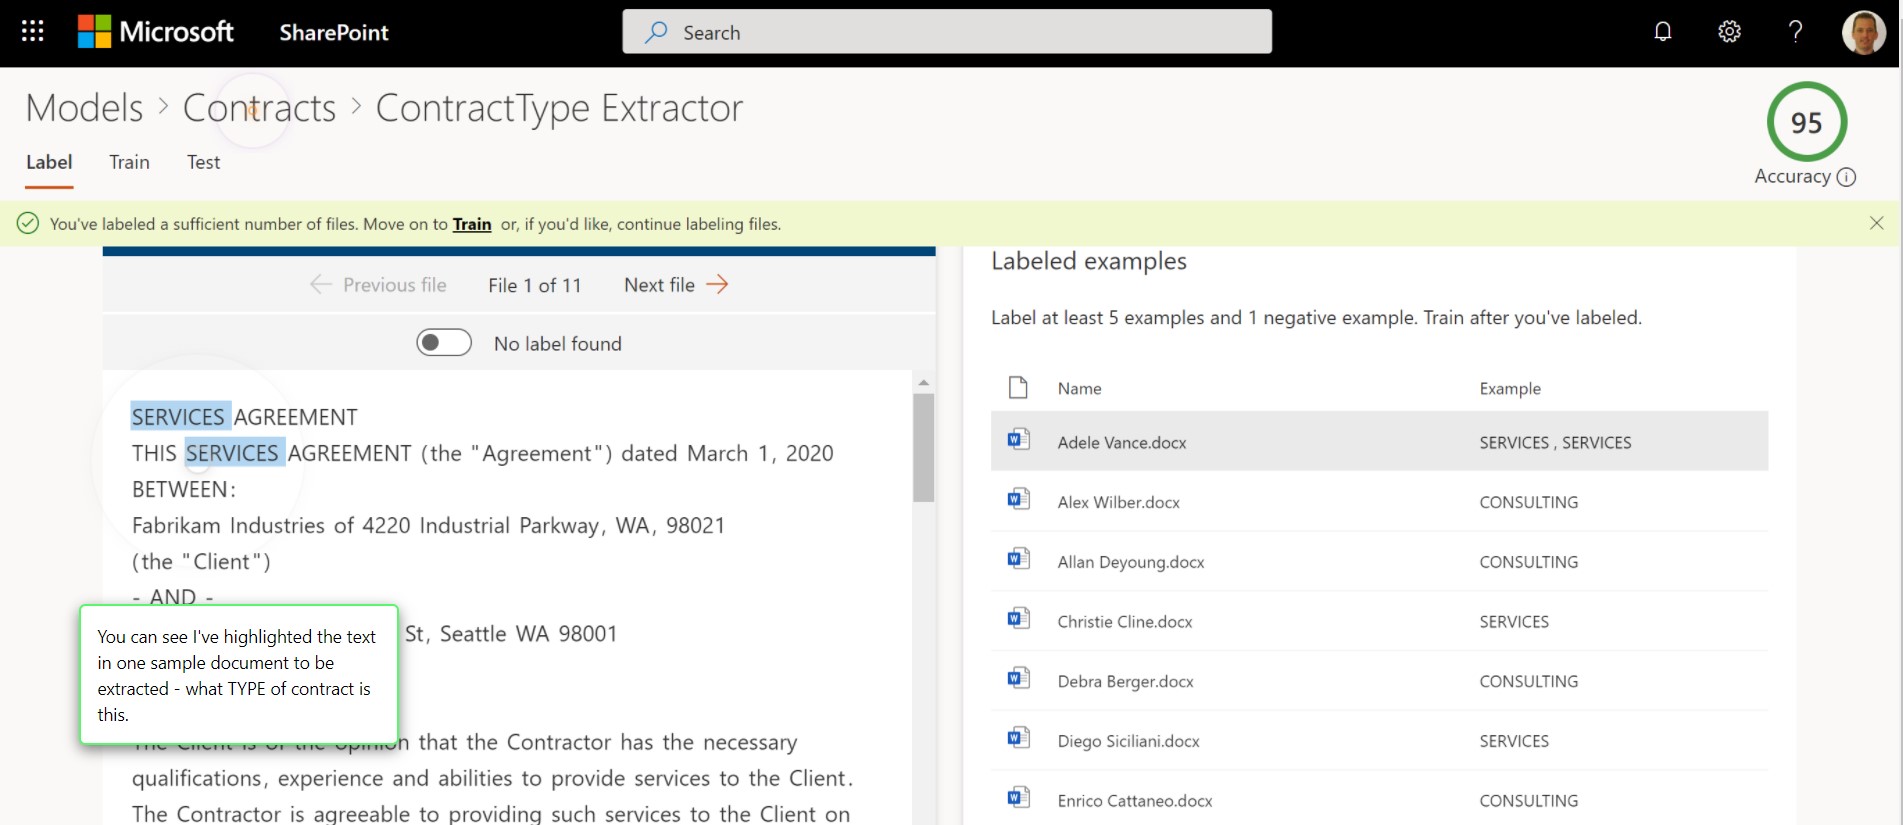 Microsoft SharePoint Search ?
Models > Contracts > ContractType Extractor
95
Accuracy
Label Train Test
You've labeled a sufficient number of files. Move on to Train or, if you'd like, continue labeling files.
Previous file File 1 of 11 Next file
No label found
SERVICES AGREEMENT
THIS SERVICES AGREEMENT (the "Agreement") dated March 1, 2020
BETWEEN:
Fabrikam Industries of 4220 Industrial Parkway, WA, 98021
(the "Client")
- AND -
St, Seattle WA 98001
You can see I've highlighted the text
in one sample document to be
extracted - what TYPE of contract is
this.
The Client is of the opinion that the Contractor has the necessary
qualifications, experience and abilities to provide services to the Client.
The Contractor is agreeable to providing such services to the Client on
Labeled examples
Label at least 5 examples and 1 negative example. Train after you've labeled.
Name Example
Adele Vance.docx SERVICES , SERVICES
Alex Wilber.docx CONSULTING
Allan Deyoung.docx CONSULTING
Christie Cline.docx SERVICES
Debra Berger.docx CONSULTING
Diego Siciliani.docx SERVICES
Enrico Cattaneo.docx CONSULTING